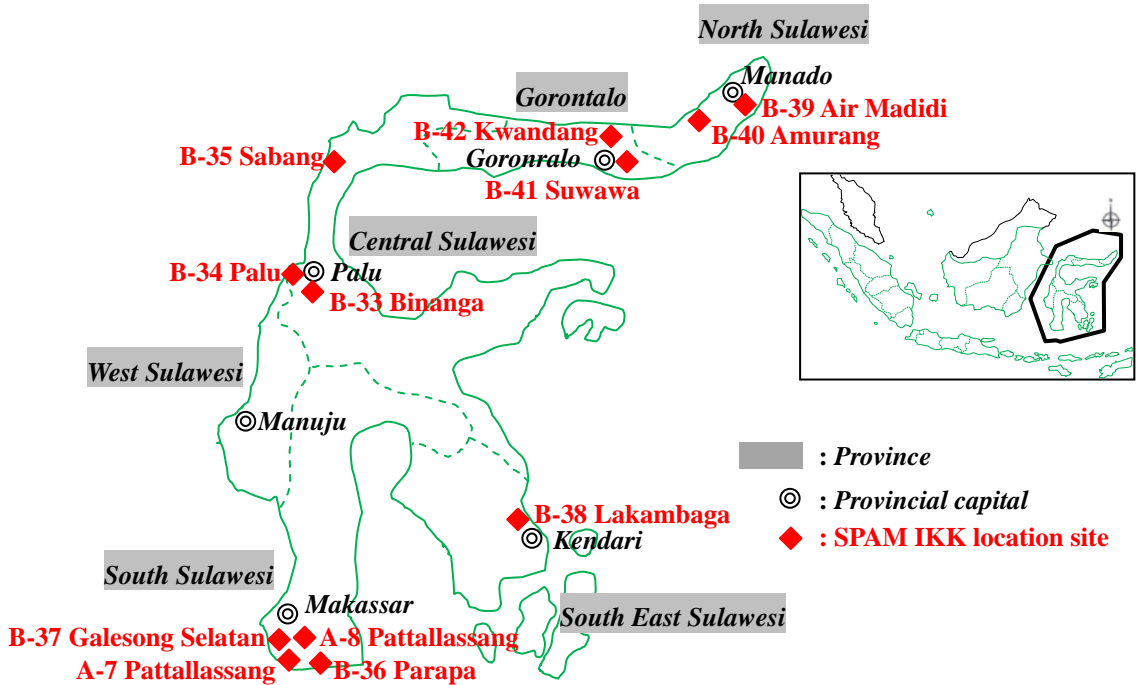 North Sulawesi
Manado
Gorontalo
B-39 Air Madidi
B-42 Kwandang
B-40 Amurang
B-35 Sabang
Goronralo
B-41 Suwawa
Central Sulawesi
B-34 Palu
Palu
B-33 Binanga
West Sulawesi
Manuju
: Province
: Provincial capital
B-38 Lakambaga
: SPAM IKK location site
Kendari
South Sulawesi
Makassar
South East Sulawesi
B-37 Galesong Selatan
A-8 Pattallassang
A-7 Pattallassang
B-36 Parapa